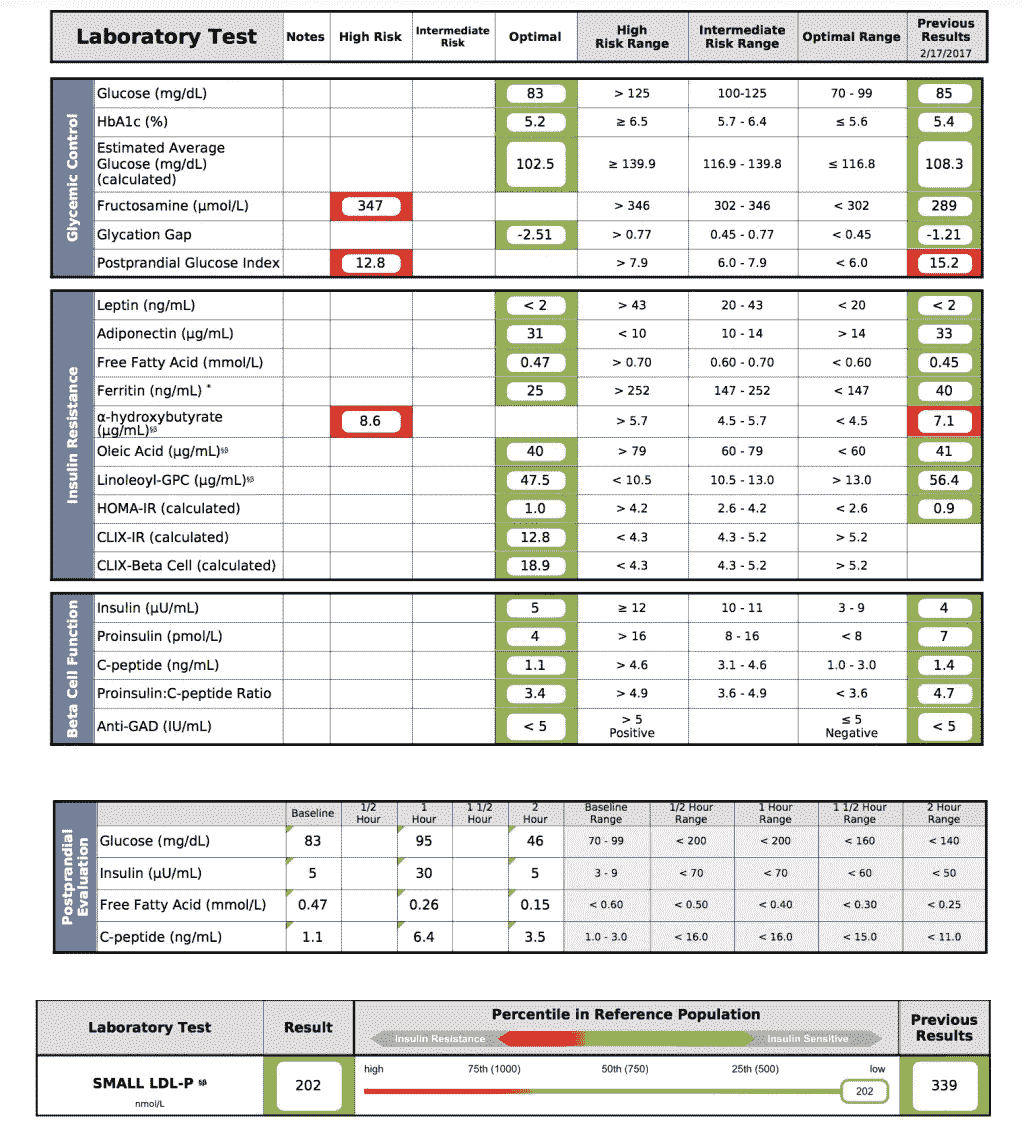 Laboratory Test Notes High Risk Intermediate Risk Optimal High Risk Range Intermediate Risk Range Optimal Range Previous Results 2/17/2017
Glycemic Control
Glucose (mg/dL) 83 > 125 100-125 70 - 99 85
HbA1c (%) 5.2 ≥ 6.5 5.7 - 6.4 ≤ 5.6 5.4
Estimated Average Glucose (mg/dL) (calculated) 102.5 ≥ 139.9 116.9 - 139.8 ≤ 116.8 108.3
Fructosamine (µmol/L) 347 > 346 302 - 346 < 302 289
Glycation Gap -2.51 > 0.77 0.45 - 0.77 < 0.45 -1.21
Postprandial Glucose Index 12.8 > 7.9 6.0 - 7.9 < 6.0 15.2
Insulin Resistance
Leptin (ng/mL) < 2 > 43 20 - 43 < 20 < 2
Adiponectin (µg/mL) 31 < 10 10 - 14 > 14 33
Free Fatty Acid (mmol/L) 0.47 > 0.70 0.60 - 0.70 < 0.60 0.45
Ferritin (ng/mL) * 25 > 252 147 - 252 < 147 40
α-hydroxybutyrate (µg/mL) 8.6 > 5.7 4.5 - 5.7 < 4.5 7.1
Oleic Acid (µg/mL) 40 > 79 60 - 79 < 60 41
Linoleoyl-GPC (µg/mL) 47.5 < 10.5 10.5 - 13.0 > 13.0 56.4
HOMA-IR (calculated) 1.0 > 4.2 2.6 - 4.2 < 2.6 0.9
CLIX-IR (calculated) 12.8 < 4.3 4.3 - 5.2 > 5.2
CLIX-Beta Cell (calculated) 18.9 < 4.3 4.3 - 5.2 > 5.2
Beta Cell Function
Insulin (µU/mL) 5 ≥ 12 10 - 11 3 - 9 4
Proinsulin (pmol/L) 4 > 16 8 - 16 < 8 7
C-peptide (ng/mL) 1.1 > 4.6 3.1 - 4.6 1.0 - 3.0 1.4
Proinsulin:C-peptide Ratio 3.4 > 4.9 3.6 - 4.9 < 3.6 4.7
Anti-GAD (IU/mL) < 5 > 5 Positive ≤ 5 Negative < 5
Postprandial Evaluation
Baseline 1/2 Hour 1 Hour 1 1/2 Hour 2 Hour Baseline Range 1/2 Hour Range 1 Hour Range 1 1/2 Hour Range 2 Hour Range
Glucose (mg/dL) 83 95 46 70 - 99 < 200 < 200 < 160 < 140
Insulin (µU/mL) 5 30 5 3 - 9 < 70 < 70 < 60 < 50
Free Fatty Acid (mmol/L) 0.47 0.26 0.15 < 0.60 < 0.50 < 0.40 < 0.30 < 0.25
C-peptide (ng/mL) 1.1 6.4 3.5 1.0 - 3.0 < 16.0 < 16.0 < 15.0 < 11.0
Laboratory Test Result Percentile in Reference Population Previous Results
Insulin Resistance Insulin Sensitive
SMALL LDL-P nmol/L 202 high 75th (1000) 50th (750) 25th (500) low 339
202